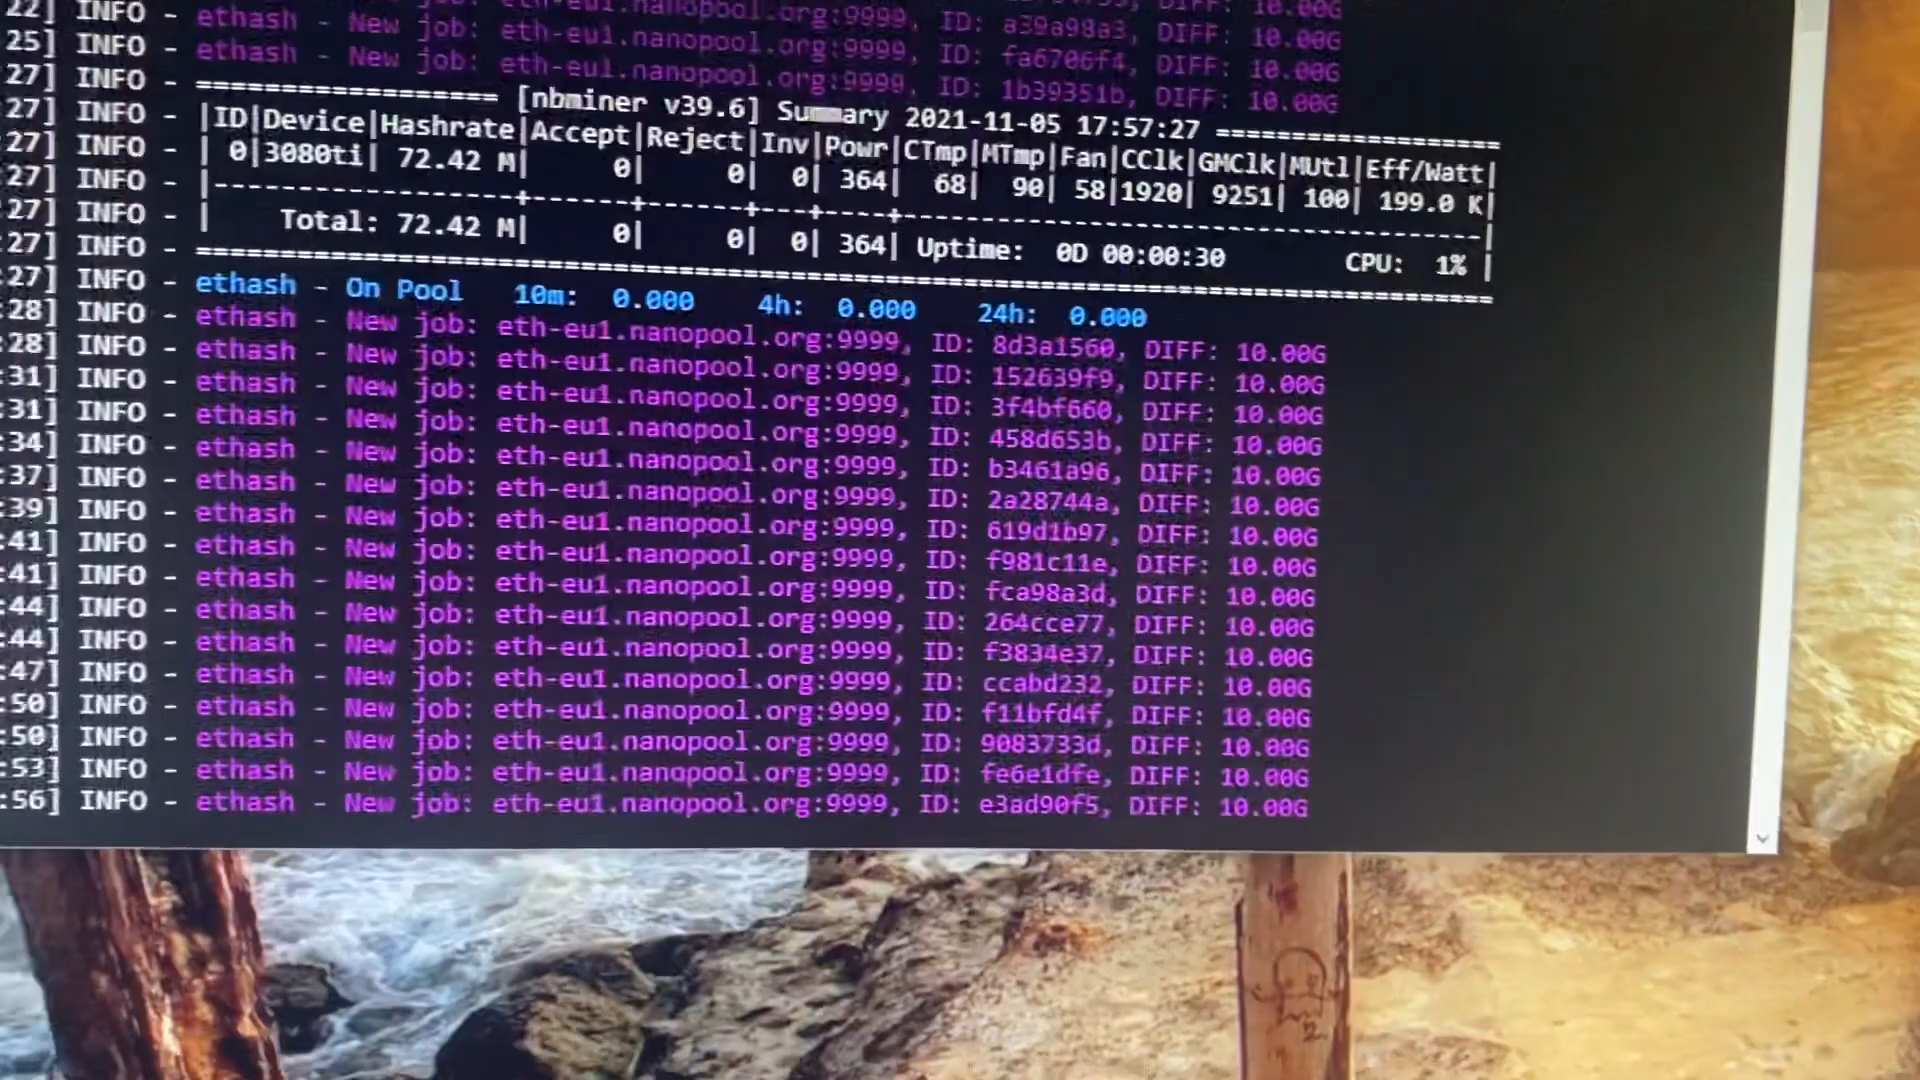 22] INFO - ethash - New job: eth-eu1.nanopool.org:9999, ID: a39a98a3, DIFF: 10.00G
25] INFO - ethash - New job: eth-eu1.nanopool.org:9999, ID: fa6706f4, DIFF: 10.00G
27] INFO - ethash - New job: eth-eu1.nanopool.org:9999, ID: 1b39351b, DIFF: 10.00G
27] INFO - ================== [nbminer v39.6] Summary 2021-11-05 17:57:27 ===================
:27] INFO - |ID|Device|Hashrate|Accept|Reject|Inv|Powr|CTmp|MTmp|Fan|CClk|GMClk|MUtl|Eff/Watt|
:27] INFO - | 0|3080ti| 72.42 M| 0| 0| 0| 364| 68| 90| 58|1920| 9251| 100| 199.0 K|
:27] INFO - |------------------+------+------+---+----+-----------------------------------|
:27] INFO - | Total: 72.42 M| 0| 0| 0| 364| Uptime: 0D 00:00:30 CPU: 1% |
:27] INFO - ==================================================================================
:27] INFO - ethash - On Pool 10m: 0.000 4h: 0.000 24h: 0.000
:28] INFO - ethash - New job: eth-eu1.nanopool.org:9999, ID: 8d3a1560, DIFF: 10.00G
:28] INFO - ethash - New job: eth-eu1.nanopool.org:9999, ID: 152639f9, DIFF: 10.00G
:31] INFO - ethash - New job: eth-eu1.nanopool.org:9999, ID: 3f4bf660, DIFF: 10.00G
:31] INFO - ethash - New job: eth-eu1.nanopool.org:9999, ID: 458d653b, DIFF: 10.00G
:34] INFO - ethash - New job: eth-eu1.nanopool.org:9999, ID: b3461a96, DIFF: 10.00G
:37] INFO - ethash - New job: eth-eu1.nanopool.org:9999, ID: 2a28744a, DIFF: 10.00G
:39] INFO - ethash - New job: eth-eu1.nanopool.org:9999, ID: 619d1b97, DIFF: 10.00G
:41] INFO - ethash - New job: eth-eu1.nanopool.org:9999, ID: f981c11e, DIFF: 10.00G
:41] INFO - ethash - New job: eth-eu1.nanopool.org:9999, ID: fca98a3d, DIFF: 10.00G
:44] INFO - ethash - New job: eth-eu1.nanopool.org:9999, ID: 264cce77, DIFF: 10.00G
:44] INFO - ethash - New job: eth-eu1.nanopool.org:9999, ID: f3834e37, DIFF: 10.00G
:47] INFO - ethash - New job: eth-eu1.nanopool.org:9999, ID: ccabd232, DIFF: 10.00G
:50] INFO - ethash - New job: eth-eu1.nanopool.org:9999, ID: f11bfd4f, DIFF: 10.00G
:50] INFO - ethash - New job: eth-eu1.nanopool.org:9999, ID: 9083733d, DIFF: 10.00G
:53] INFO - ethash - New job: eth-eu1.nanopool.org:9999, ID: fe6e1dfe, DIFF: 10.00G
:56] INFO - ethash - New job: eth-eu1.nanopool.org:9999, ID: e3ad90f5, DIFF: 10.00G